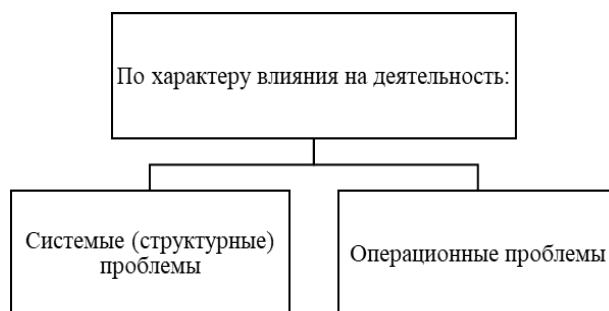 По характеру влияния на деятельность:
Системые (структурные)
проблемы
Операционные проблемы